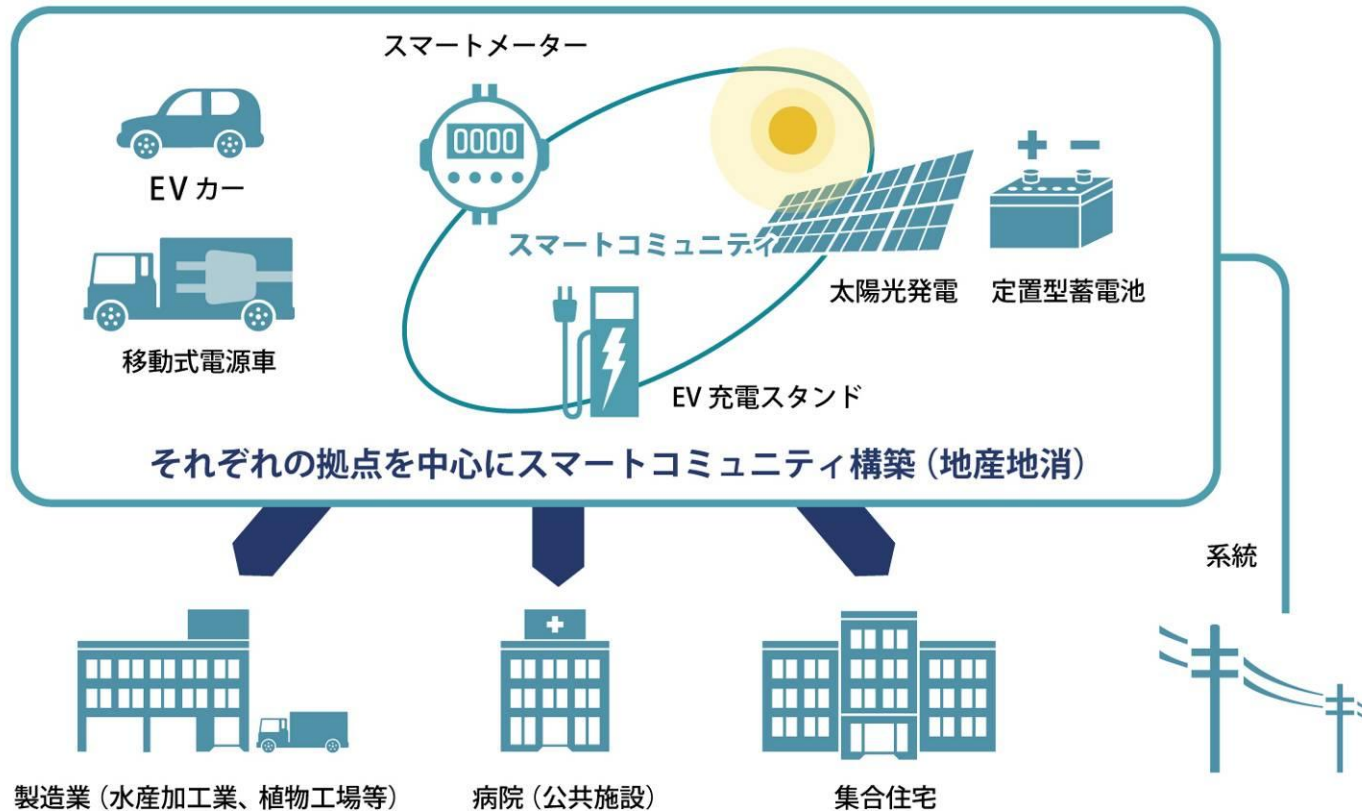 スマートメーター
0000
EV カー
スマートコミュニティ
太陽光発電
定置型蓄電池
移動式電源車
EV 充電スタンド
それぞれの拠点を中心にスマートコミュニティ構築（地産地消）
系統
製造業（水産加工業、植物工場等）
病院（公共施設）
集合住宅